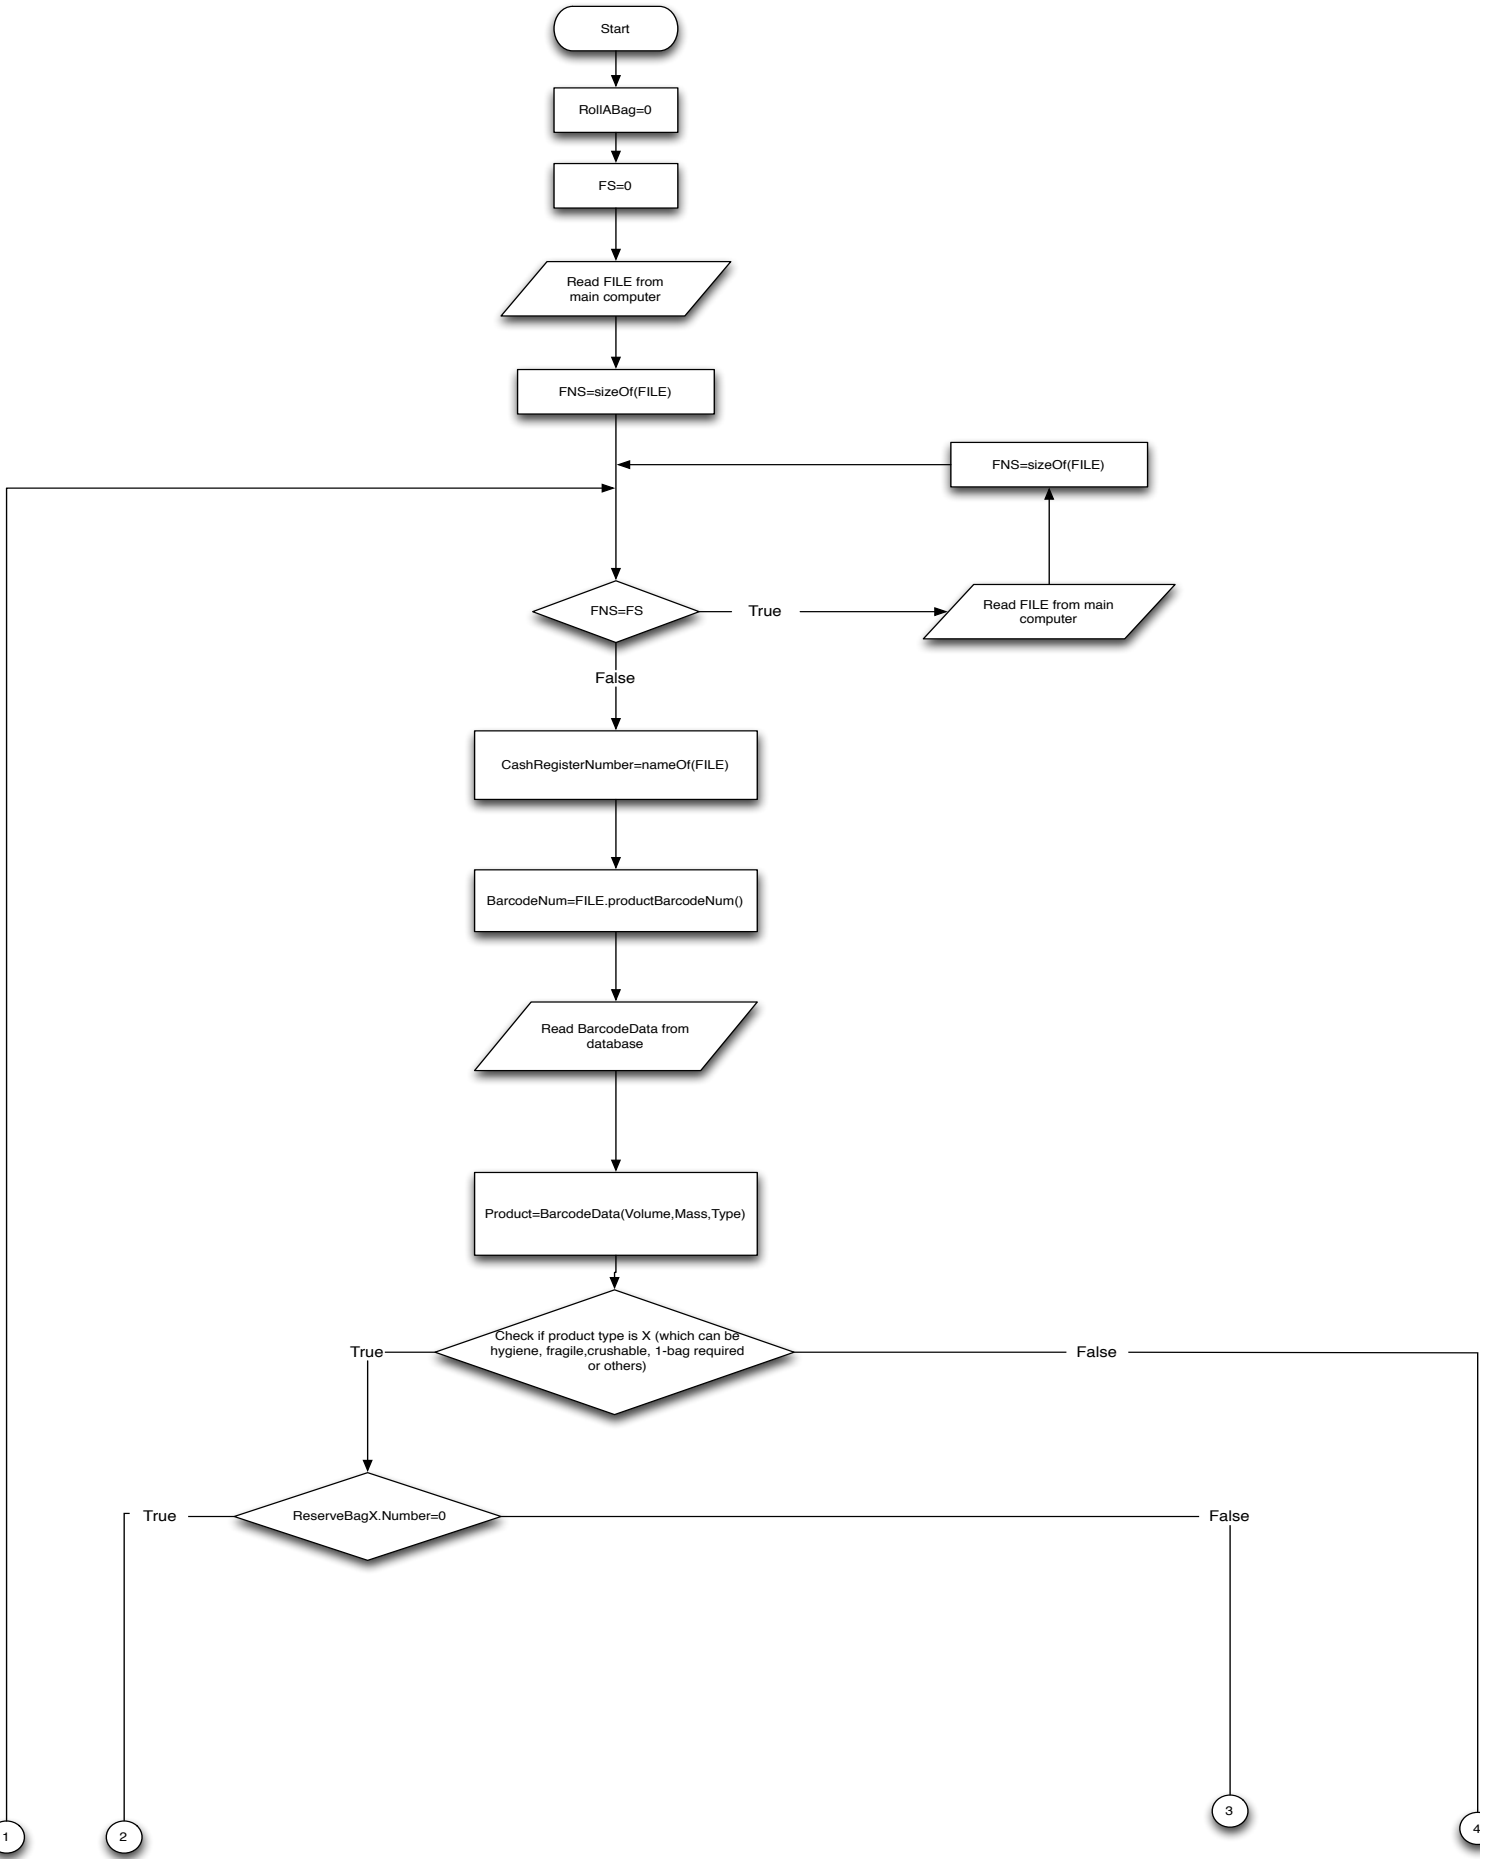 Start
RollABag=0
FS=0
Read FILE from
main computer
FNS=sizeOf(FILE)
FNS=sizeOf(FILE)
FNS=FS
True
Read FILE from main
computer
False
CashRegisterNumber=nameOf(FILE)
BarcodeNum=FILE.productBarcodeNum()
Read BarcodeData from
database
Product=BarcodeData(Volume,Mass,Type)
Check if product type is X (which can be
hygiene, fragile,crushable, 1-bag required
or others)
True
False
True
ReserveBagX.Number=0
False
1
2
3
4